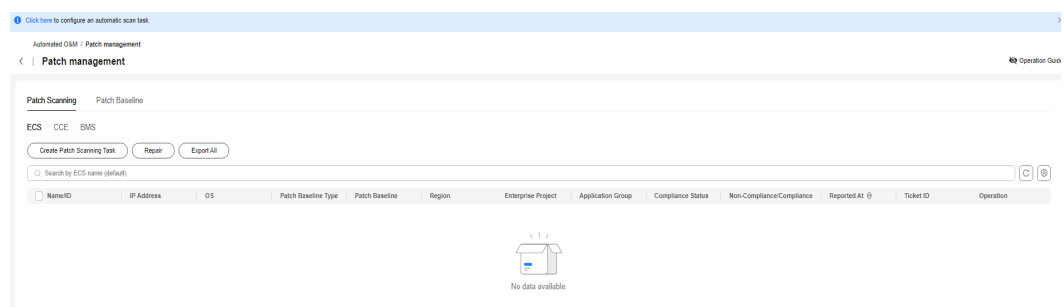 Click here to configure an automatic scan task.
Automated O&M / Patch management
Patch management
Operation Guide
Patch Scanning Patch Baseline
ECS CCE BMS
Create Patch Scanning Task Repair Export All
Search by ECS name (default)
Name/ID IP Address OS Patch Baseline Type Patch Baseline Region Enterprise Project Application Group Compliance Status Non-Compliance/Compliance Reported At Ticket ID Operation
No data available.